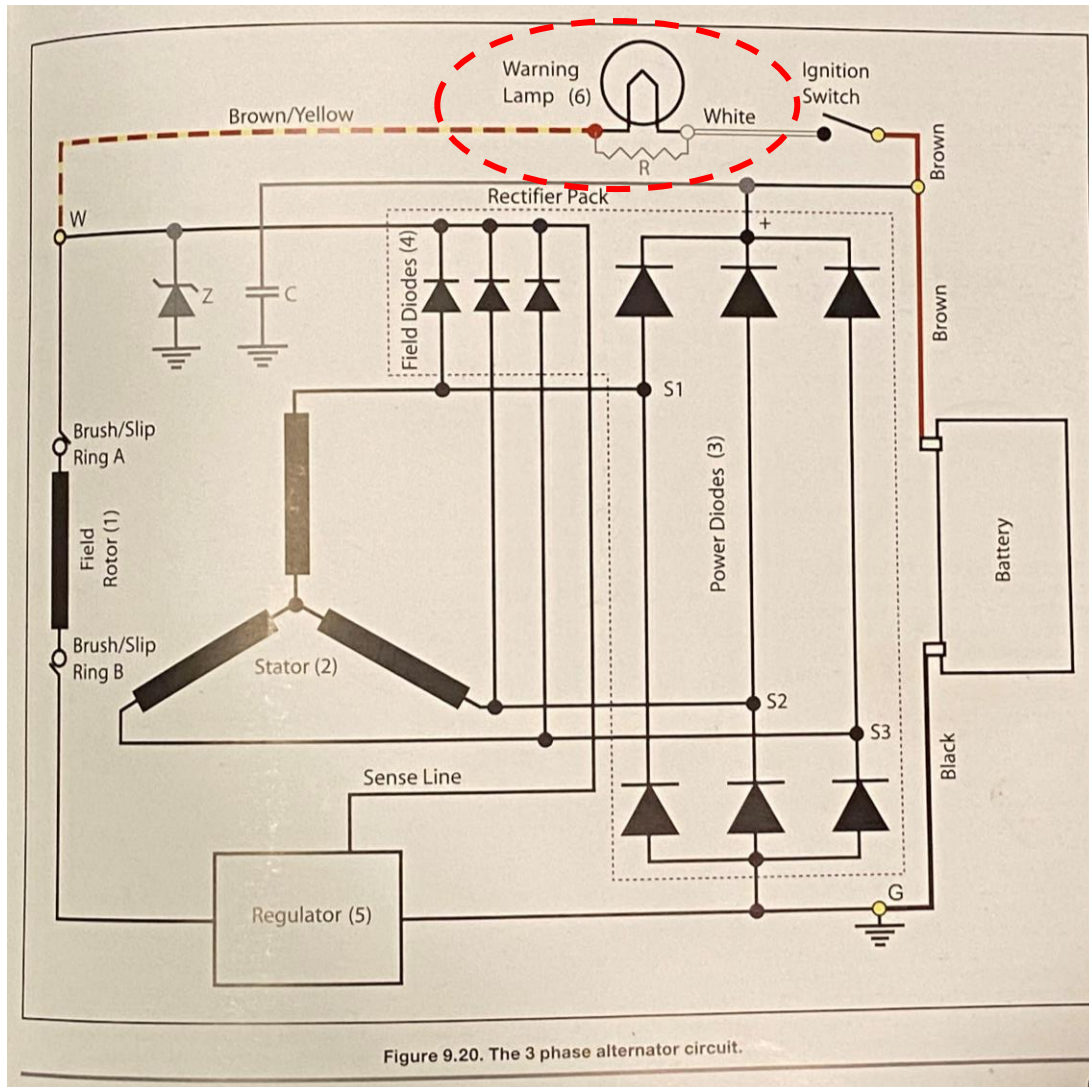 Warning
Lamp (6)
Ignition
Switch
Brown/Yellow
White
R
Brown
W
Rectifier Pack
+
Z
C
Field Diodes (4)
Brown
S1
Brush/Slip
Ring A
Field
Rotor (1)
Power Diodes (3)
Battery
Brush/Slip
Ring B
Stator (2)
S2
S3
Black
Sense Line
Regulator (5)
G
Figure 9.20. The 3 phase alternator circuit.